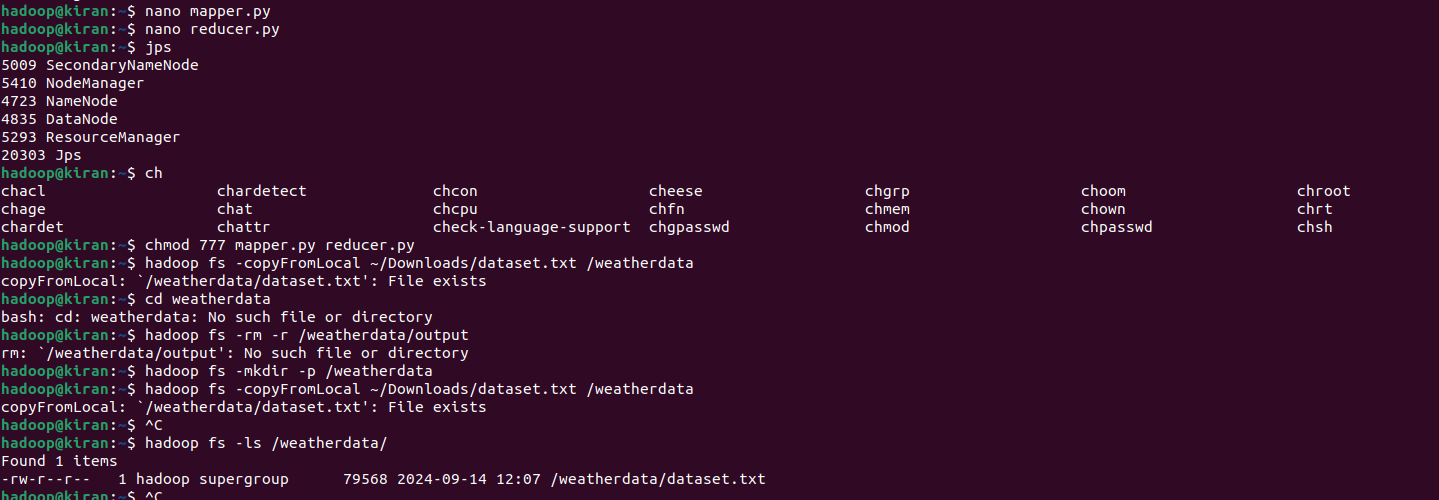 hadoop@kiran:~$ nano mapper.py
hadoop@kiran:~$ nano reducer.py
hadoop@kiran:~$ jps
5009 SecondaryNameNode
5410 NodeManager
4723 NameNode
4835 DataNode
5293 ResourceManager
20303 Jps
hadoop@kiran:~$ ch
chacl chardetect chcon cheese chgrp choom chroot
chage chat chcpu chfn chmem chown chrt
chardet chattr check-language-support chgpasswd chmod chpasswd chsh
hadoop@kiran:~$ chmod 777 mapper.py reducer.py
hadoop@kiran:~$ hadoop fs -copyFromLocal ~/Downloads/dataset.txt /weatherdata
copyFromLocal: `/weatherdata/dataset.txt': File exists
hadoop@kiran:~$ cd weatherdata
bash: cd: weatherdata: No such file or directory
hadoop@kiran:~$ hadoop fs -rm -r /weatherdata/output
rm: `/weatherdata/output': No such file or directory
hadoop@kiran:~$ hadoop fs -mkdir -p /weatherdata
hadoop@kiran:~$ hadoop fs -copyFromLocal ~/Downloads/dataset.txt /weatherdata
copyFromLocal: `/weatherdata/dataset.txt': File exists
hadoop@kiran:~$ ^C
hadoop@kiran:~$ hadoop fs -ls /weatherdata/
Found 1 items
-rw-r--r-- 1 hadoop supergroup 79568 2024-09-14 12:07 /weatherdata/dataset.txt
hadoop@kiran:~$ ^C